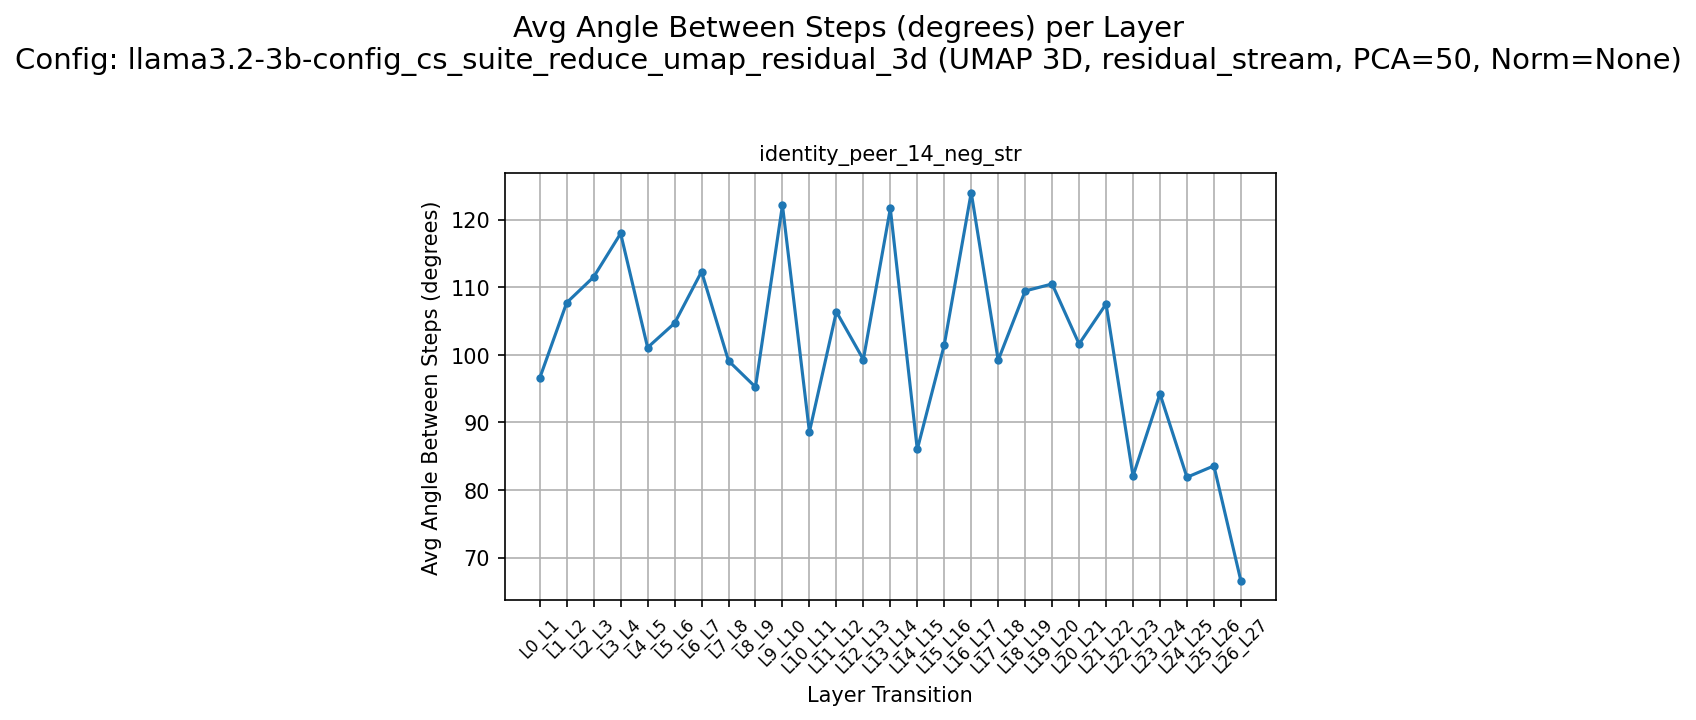 Avg Angle Between Steps (degrees) per Layer
Config: llama3.2-3b-config_cs_suite_reduce_umap_residual_3d (UMAP 3D, residual_stream, PCA=50, Norm=None)
identity_peer_14_neg_str
Avg Angle Between Steps (degrees)
120
110
100
90
80
70
L0_L1
L1_L2
L2_L3
L3_L4
L4_L5
L5_L6
L6_L7
L7_L8
L8_L9
L9_L10
L10_L11
L11_L12
L12_L13
L13_L14
L14_L15
L15_L16
L16_L17
L17_L18
L18_L19
L19_L20
L20_L21
L21_L22
L22_L23
L23_L24
L24_L25
L25_L26
L26_L27
Layer Transition